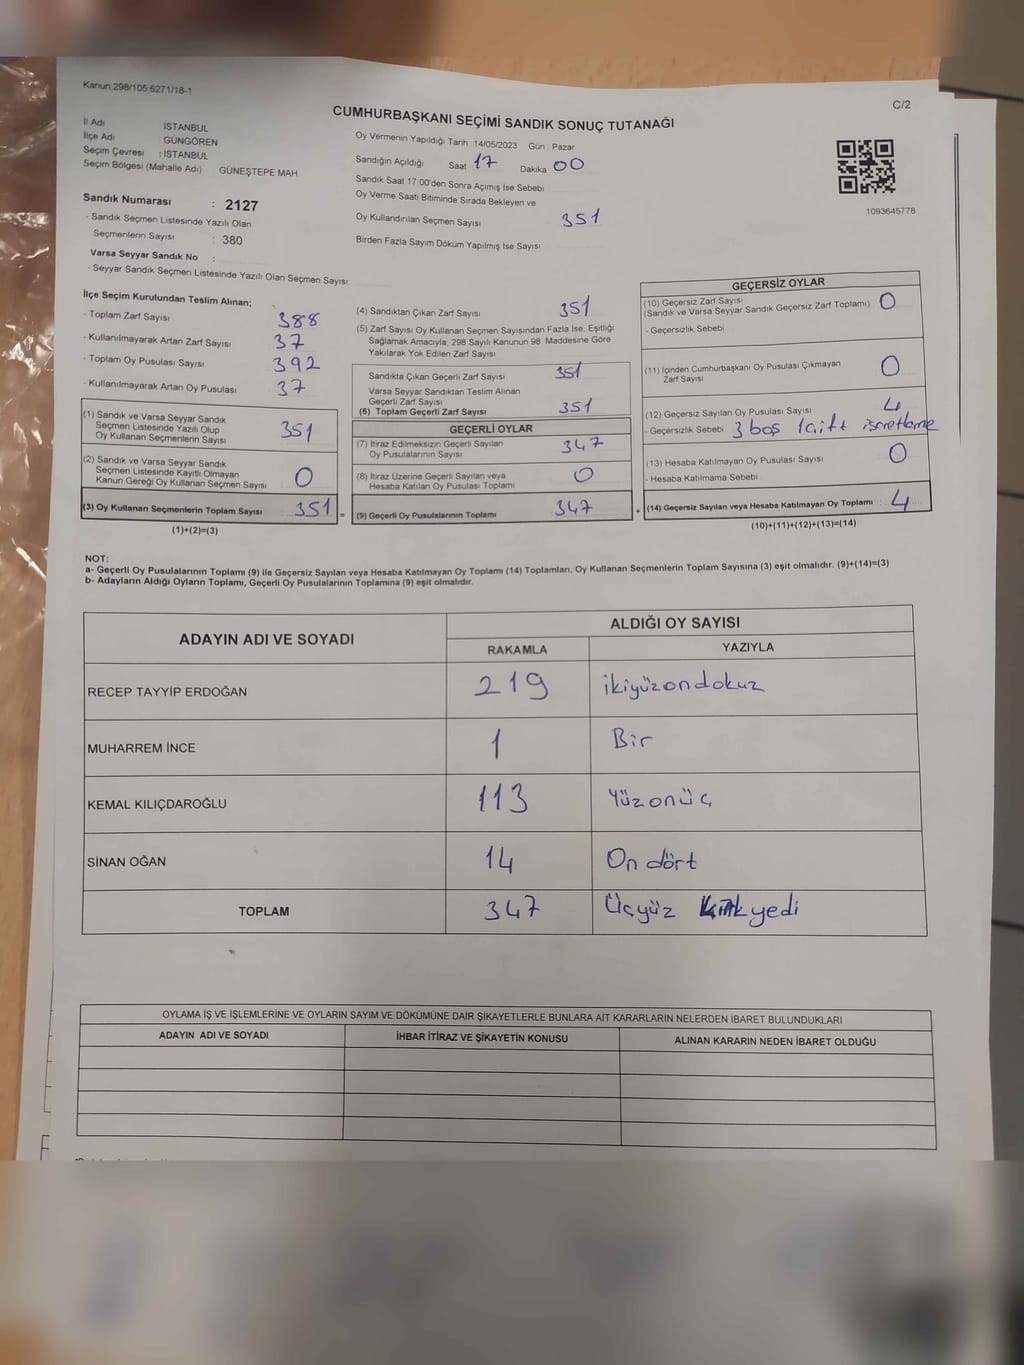 Kanun:298/105,6271/18-1
C/2
CUMHURBAŞKANI SEÇİMİ SANDIK SONUÇ TUTANAĞI
İl Adı İSTANBUL
İlçe Adı GÜNGÖREN
Seçim Çevresi : İSTANBUL
Seçim Bölgesi (Mahalle Adı) GÜNEŞTEPE MAH.
Sandık Numarası : 2127
- Sandık Seçmen Listesinde Yazılı Olan
Seçmenlerin Sayısı : 380
Varsa Seyyar Sandık No :
- Seyyar Sandık Seçmen Listesinde Yazılı Olan Seçmen Sayısı:
Oy Vermenin Yapıldığı Tarih 14/05/2023 Gün Pazar
Sandığın Açıldığı Saat 17 Dakika 00
Sandık Saat 17 00'den Sonra Açımış İse Sebebi
Oy Verme Saati Bitiminde Sırada Bekleyen ve
Oy Kullandırılan Seçmen Sayısı 351
Birden Fazla Sayım Döküm Yapılmış İse Sayısı
1093645778
İlçe Seçim Kurulundan Teslim Alınan;
- Toplam Zarf Sayısı 388
- Kullanılmayarak Artan Zarf Sayısı 37
- Toplam Oy Pusulası Sayısı 392
- Kullanılmayarak Artan Oy Pusulası 37
(1) Sandık ve Varsa Seyyar Sandık
Seçmen Listesinde Yazılı Olup
Oy Kullanan Seçmenlerin Sayısı 351
(2) Sandık ve Varsa Seyyar Sandık
Seçmen Listesinde Kayıtlı Olmayan
Kanun Gereği Oy Kullanan Seçmen Sayısı 0
(3) Oy Kullanan Seçmenlerin Toplam Sayısı 351 =
(1)+(2)=(3)
(4) Sandıktan Çıkan Zarf Sayısı 351
(5) Zarf Sayısı Oy Kullanan Seçmen Sayısından Fazla İse, Eşitliği
Sağlamak Amacıyla; 298 Sayılı Kanunun 98. Maddesine Göre
Yakılarak Yok Edilen Zarf Sayısı
Sandıkta Çıkan Geçerli Zarf Sayısı 351
Varsa Seyyar Sandıktan Teslim Alınan
Geçerli Zarf Sayısı
(6) Toplam Geçerli Zarf Sayısı 351
GEÇERLİ OYLAR
(7) İtiraz Edilmeksizin Geçerli Sayılan
Oy Pusulalarının Sayısı 347
(8) İtiraz Üzerine Geçerli Sayılan veya
Hesaba Katılan Oy Pusulası Toplamı 0
(9) Geçerli Oy Pusulalarının Toplamı 347 +
GEÇERSİZ OYLAR
(10) Geçersiz Zarf Sayısı
(Sandık ve Varsa Seyyar Sandık Geçersiz Zarf Toplamı) 0
- Geçersizlik Sebebi
(11) İçinden Cumhurbaşkanı Oy Pusulası Çıkmayan
Zarf Sayısı 0
(12) Geçersiz Sayılan Oy Pusulası Sayısı 4
- Geçersizlik Sebebi 3 boş 1 çift işaretleme
(13) Hesaba Katılmayan Oy Pusulası Sayısı 0
- Hesaba Katılmama Sebebi
(14) Geçersiz Sayılan veya Hesaba Katılmayan Oy Toplamı : 4
(10)+(11)+(12)+(13)=(14)
NOT:
a- Geçerli Oy Pusulalarının Toplamı (9) ile Geçersiz Sayılan veya Hesaba Katılmayan Oy Toplamı (14) Toplamları, Oy Kullanan Seçmenlerin Toplam Sayısına (3) eşit olmalıdır. (9)+(14)=(3)
b- Adayların Aldığı Oyların Toplamı, Geçerli Oy Pusulalarının Toplamına (9) eşit olmalıdır.
ADAYIN ADI VE SOYADI ALDIĞI OY SAYISI
RAKAMLA YAZIYLA
RECEP TAYYİP ERDOĞAN 219 ikiyüzondokuz
MUHARREM İNCE 1 Bir
KEMAL KILIÇDAROĞLU 113 Yüzonüç
SİNAN OĞAN 14 On dört
TOPLAM 347 Üçyüz kırkyedi
OYLAMA İŞ VE İŞLEMLERİNE VE OYLARIN SAYIM VE DÖKÜMÜNE DAİR ŞİKAYETLERLE BUNLARA AİT KARARLARIN NELERDEN İBARET BULUNDUKLARI
ADAYIN ADI VE SOYADI İHBAR İTİRAZ VE ŞİKAYETİN KONUSU ALINAN KARARIN NEDEN İBARET OLDUĞU